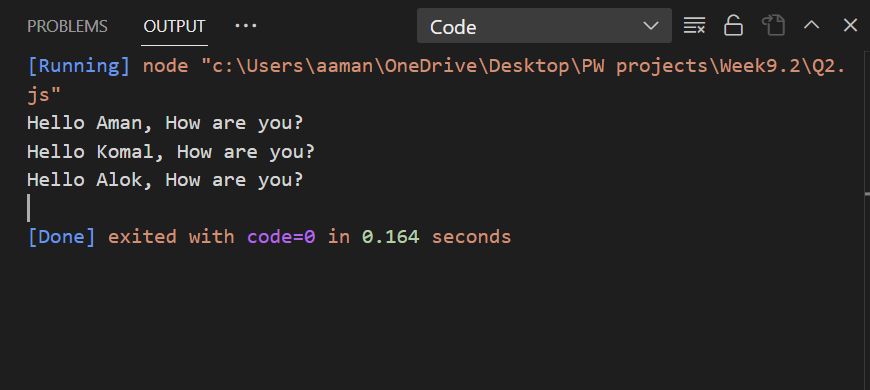 PROBLEMS OUTPUT ··· Code
[Running] node "c:\Users\aaman\OneDrive\Desktop\PW projects\Week9.2\Q2.
js"
Hello Aman, How are you?
Hello Komal, How are you?
Hello Alok, How are you?
[Done] exited with code=0 in 0.164 seconds